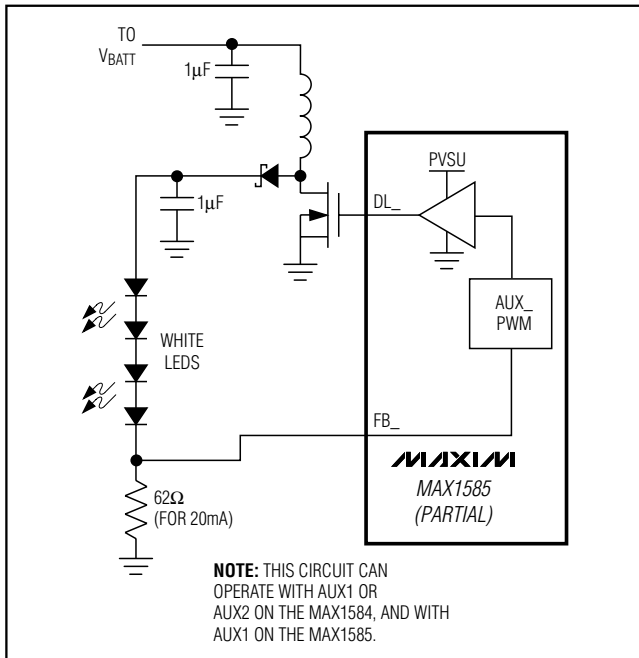 TO
VBATT
1µF
PVSU
DL_
1µF
AUX_
PWM
WHITE
LEDS
FB_
MAXIM
MAX1585
(PARTIAL)
62Ω
(FOR 20mA)
NOTE: THIS CIRCUIT CAN
OPERATE WITH AUX1 OR
AUX2 ON THE MAX1584, AND WITH
AUX1 ON THE MAX1585.